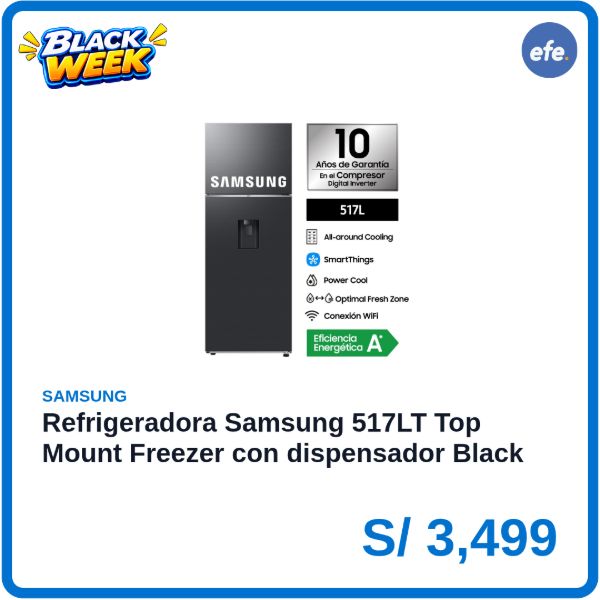 BLACK
WEEK
efe.
10
Años de Garantía
En el Compresor
Digital Inverter
SAMSUNG
517L
All-around Cooling
SmartThings
Power Cool
Optimal Fresh Zone
Conexión WiFi
Eficiencia
Energética A+
SAMSUNG
Refrigeradora Samsung 517LT Top
Mount Freezer con dispensador Black
S/ 3,499